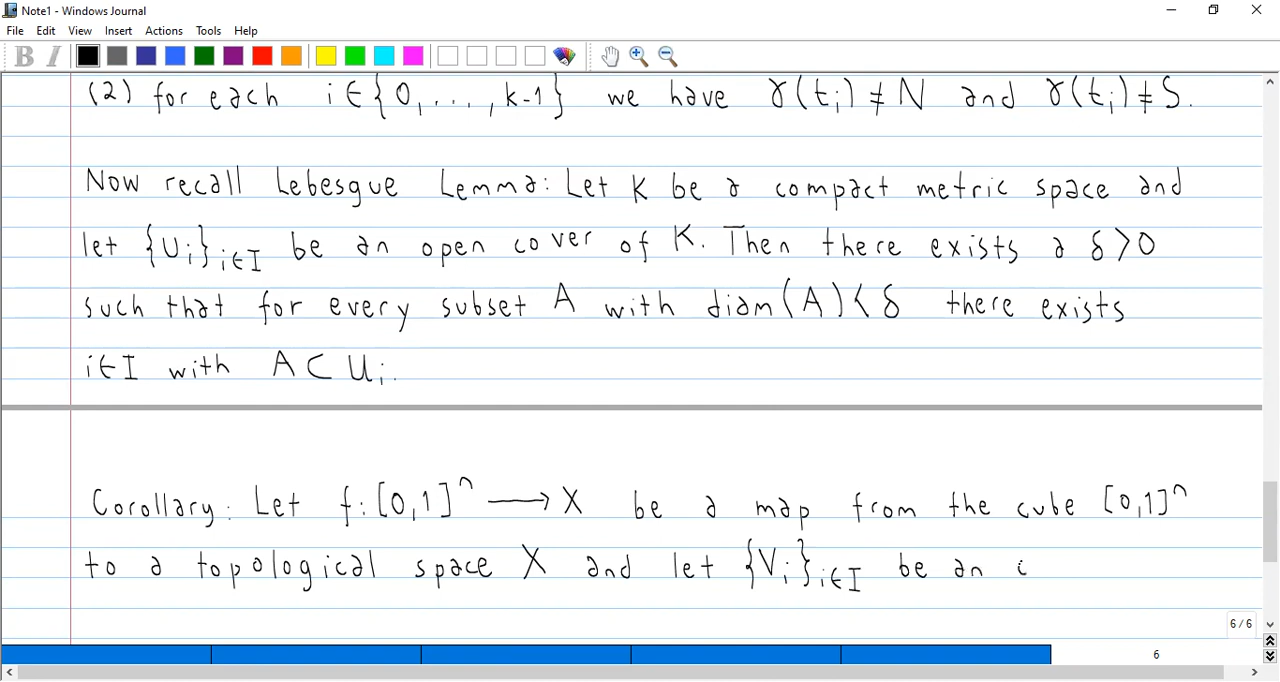 Note1 - Windows Journal
File Edit View Insert Actions Tools Help
B I
(2) for each i∈{0,...,k-1} we have γ(tᵢ)≠N and γ(tᵢ)≠S.
Now recall Lebesgue Lemma: Let K be a compact metric space and
let {Uᵢ}ᵢ∈I be an open cover of K. Then there exists a δ>0
such that for every subset A with diam(A)<δ there exists
i∈I with A⊂Uᵢ.
Corollary: Let f:[0,1]ⁿ⟶X be a map from the cube [0,1]ⁿ
to a topological space X and let {Vᵢ}ᵢ∈I be an
6/6
6